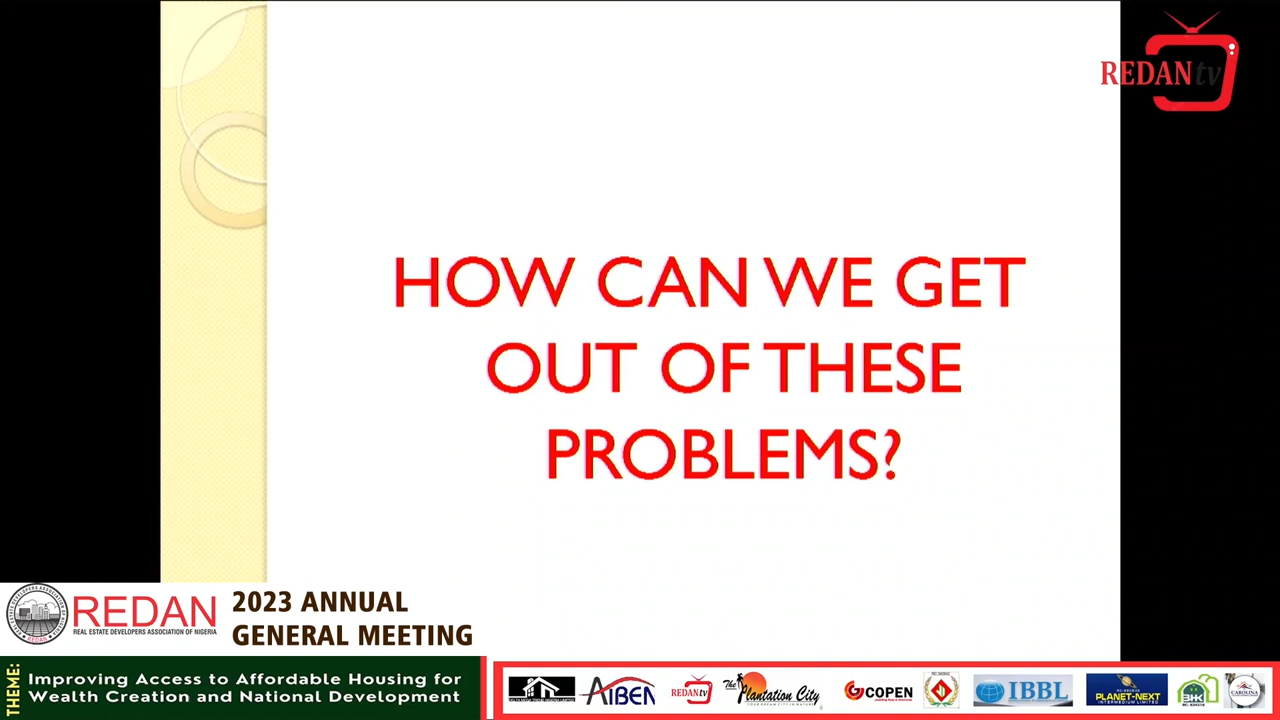 REDANtv
HOW CAN WE GET
OUT OF THESE
PROBLEMS?
REDAN
REAL ESTATE DEVELOPERS ASSOCIATION OF NIGERIA
2023 ANNUAL
GENERAL MEETING
THEME:
Improving Access to Affordable Housing for
Wealth Creation and National Development
AIBEN
REDANtv
The Plantation City
COPEN
IBBL
PLANET-NEXT
INTERMEDIUM LIMITED
CAROLINA